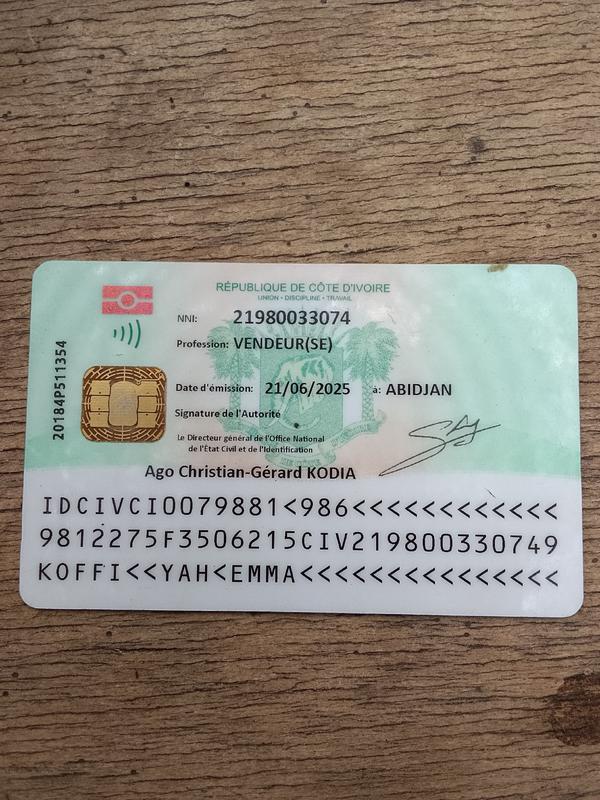 RÉPUBLIQUE DE CÔTE D'IVOIRE
UNION - DISCIPLINE - TRAVAIL
NNI: 21980033074
Profession: VENDEUR(SE)
Date d'émission: 21/06/2025 à: ABIDJAN
Signature de l'Autorité
Le Directeur général de l'Office National
de l'État Civil et de l'Identification
Ago Christian-Gérard KODIA
20184P511354
IDCIVCI0079881<986<<<<<<<<<<<<
9812275F3506215CIV219800330749
KOFFI<<YAH<EMMA<<<<<<<<<<<<<<<